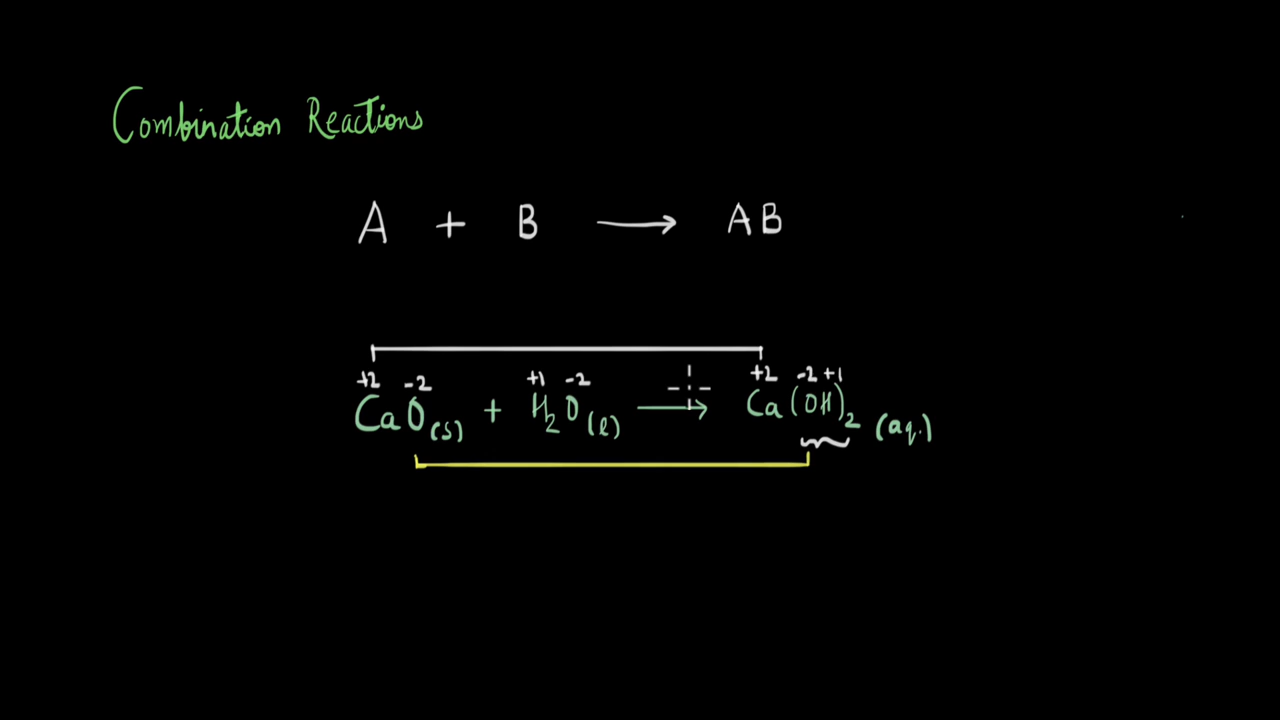 Combination Reactions
A + B ⟶ AB
+2 -2 +1 -2 +2 -2 +1
CaO(s) + H₂O(l) ⟶ Ca(OH)₂ (aq.)